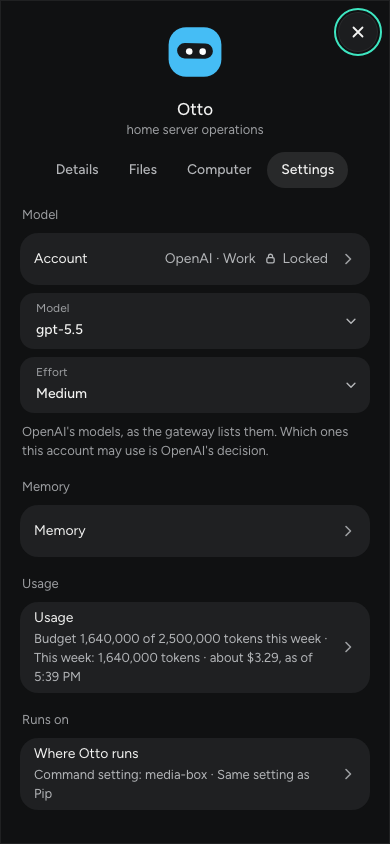 Otto
home server operations
Details Files Computer Settings
Model
Account OpenAI · Work Locked
Model
gpt-5.5
Effort
Medium
OpenAI's models, as the gateway lists them. Which ones
this account may use is OpenAI's decision.
Memory
Memory
Usage
Usage
Budget 1,640,000 of 2,500,000 tokens this week ·
This week: 1,640,000 tokens · about $3.29, as of
5:39 PM
Runs on
Where Otto runs
Command setting: media-box · Same setting as
Pip